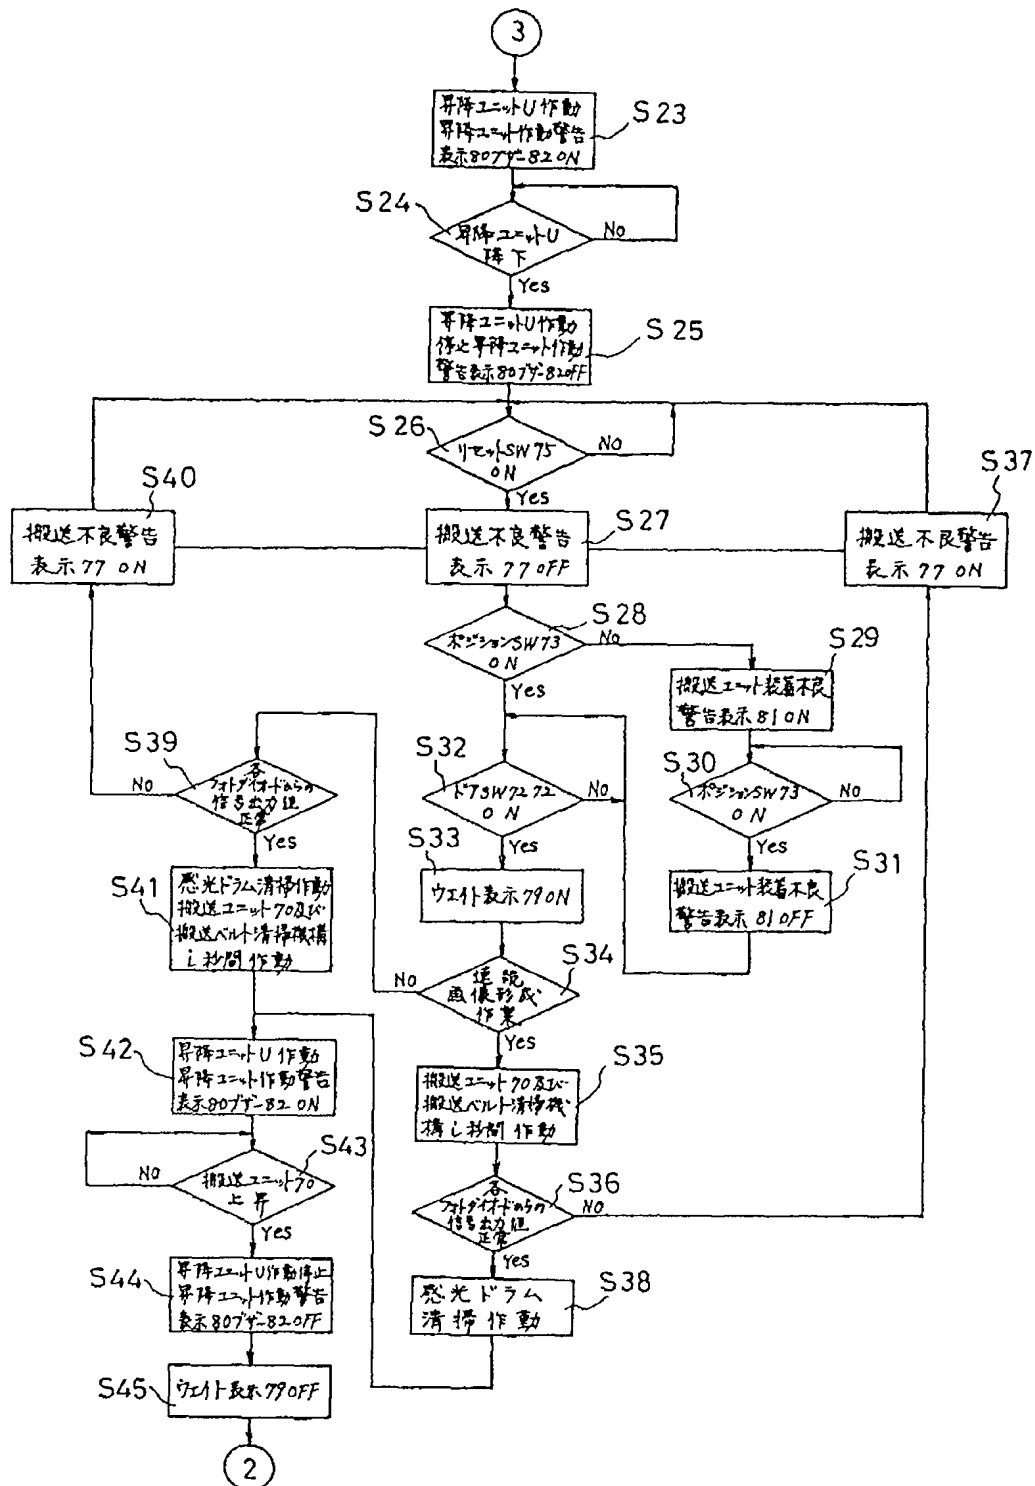 3
昇降ユニットU作動
昇降ユニット作動警告
表示80ブザー82ON
S23
S24
昇降ユニットU
降下
No
Yes
昇降ユニットU作動
停止昇降ユニット作動
警告表示80ブザー82OFF
S25
S26
リセットSW75
ON
No
Yes
S40
搬送不良警告
表示77 ON
搬送不良警告
表示77OFF
S27
S37
搬送不良警告
表示77 ON
S28
ポジションSW73
ON
No
Yes
S29
搬送ユニット装着不良
警告表示81ON
S30
ポジションSW73
ON
No
Yes
搬送ユニット装着不良
警告表示81OFF
S31
S32
ドアSW72 72
ON
No
Yes
S33
ウエイト表示79ON
S34
連続
画像形成
作業
No
Yes
搬送ユニット70及び
搬送ベルト清掃機
構i秒間作動
S35
各
フォトダイオードからの
信号出力値
正常
S36
No
Yes
感光ドラム
清掃作動
S38
S39
各
フォトダイオードからの
信号出力値
正常
No
Yes
S41
感光ドラム清掃作動
搬送ユニット70及び
搬送ベルト清掃機構
i秒間作動
S42
昇降ユニットU作動
昇降ユニット作動警告
表示80ブザー82ON
S43
搬送ユニット70
上昇
No
Yes
S44
昇降ユニットU作動停止
昇降ユニット作動警告
表示80ブザー82OFF
S45
ウエイト表示79OFF
2